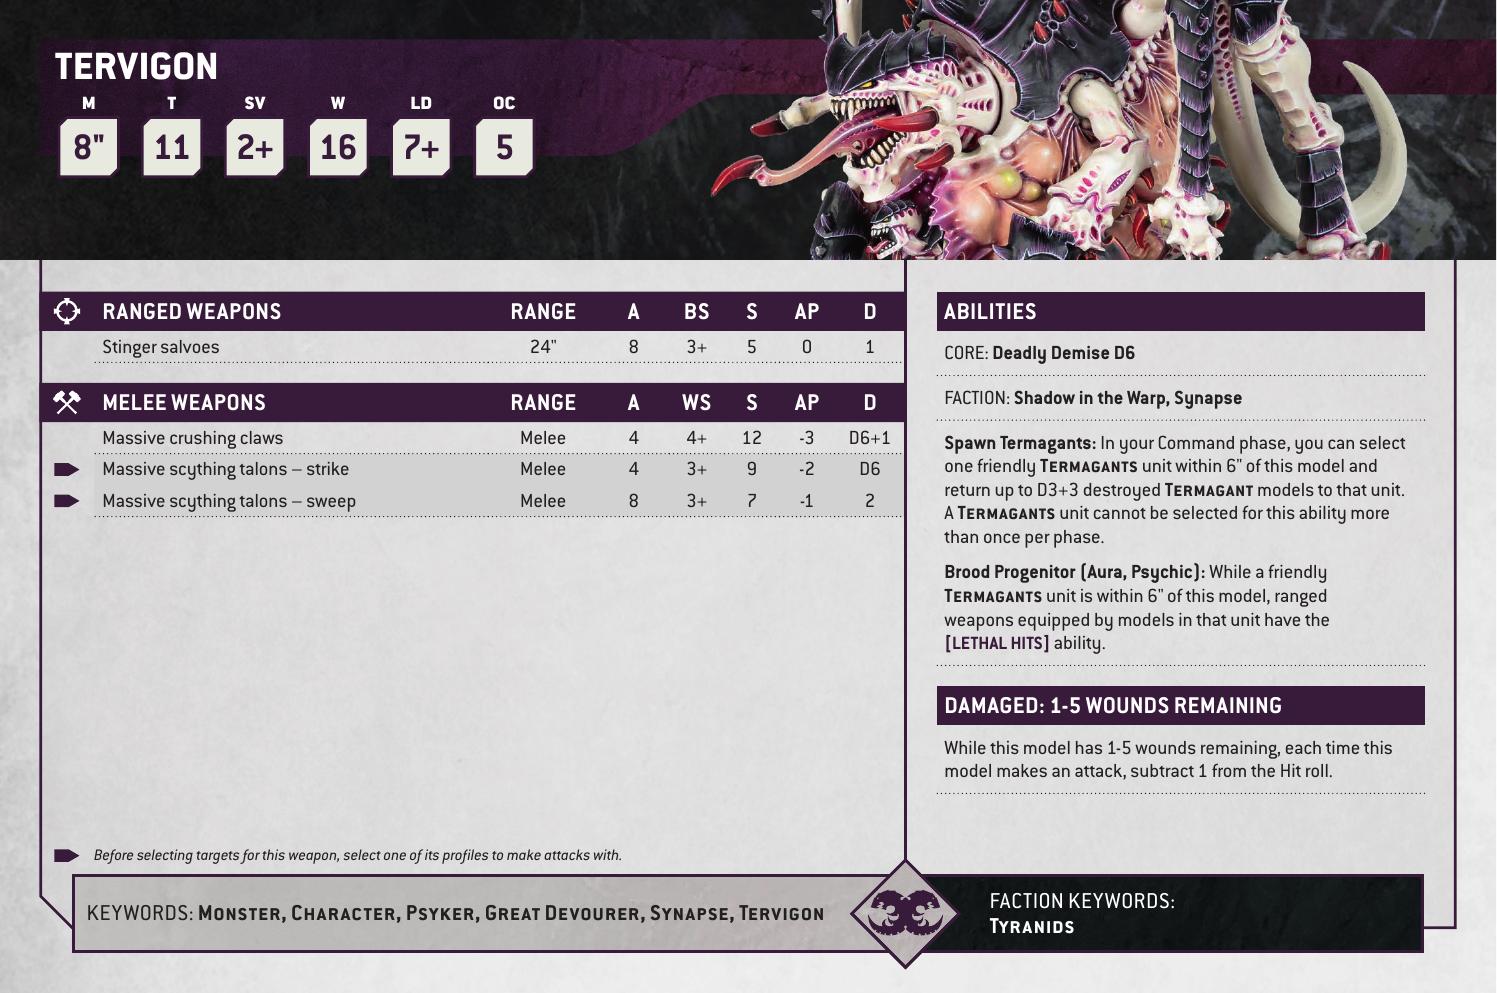 TERVIGON
M T SV W LD OC
8" 11 2+ 16 7+ 5
RANGED WEAPONS RANGE A BS S AP D
Stinger salvoes 24" 8 3+ 5 0 1
MELEE WEAPONS RANGE A WS S AP D
Massive crushing claws Melee 4 4+ 12 -3 D6+1
Massive scything talons – strike Melee 4 3+ 9 -2 D6
Massive scything talons – sweep Melee 8 3+ 7 -1 2
Before selecting targets for this weapon, select one of its profiles to make attacks with.
ABILITIES
CORE: Deadly Demise D6
FACTION: Shadow in the Warp, Synapse
Spawn Termagants: In your Command phase, you can select
one friendly TERMAGANTS unit within 6" of this model and
return up to D3+3 destroyed TERMAGANT models to that unit.
A TERMAGANTS unit cannot be selected for this ability more
than once per phase.
Brood Progenitor (Aura, Psychic): While a friendly
TERMAGANTS unit is within 6" of this model, ranged
weapons equipped by models in that unit have the
[LETHAL HITS] ability.
DAMAGED: 1-5 WOUNDS REMAINING
While this model has 1-5 wounds remaining, each time this
model makes an attack, subtract 1 from the Hit roll.
KEYWORDS: MONSTER, CHARACTER, PSYKER, GREAT DEVOURER, SYNAPSE, TERVIGON
FACTION KEYWORDS:
TYRANIDS